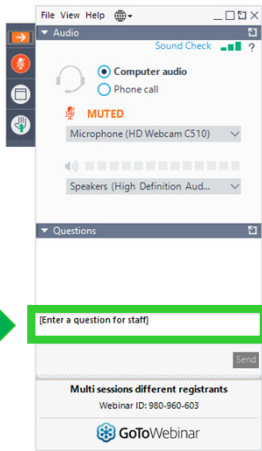 File View Help
Audio
Sound Check ?
Computer audio
Phone call
MUTED
Microphone (HD Webcam C510)
Speakers (High Definition Aud...
Questions
[Enter a question for staff]
Send
Multi sessions different registrants
Webinar ID: 980-960-603
GoToWebinar